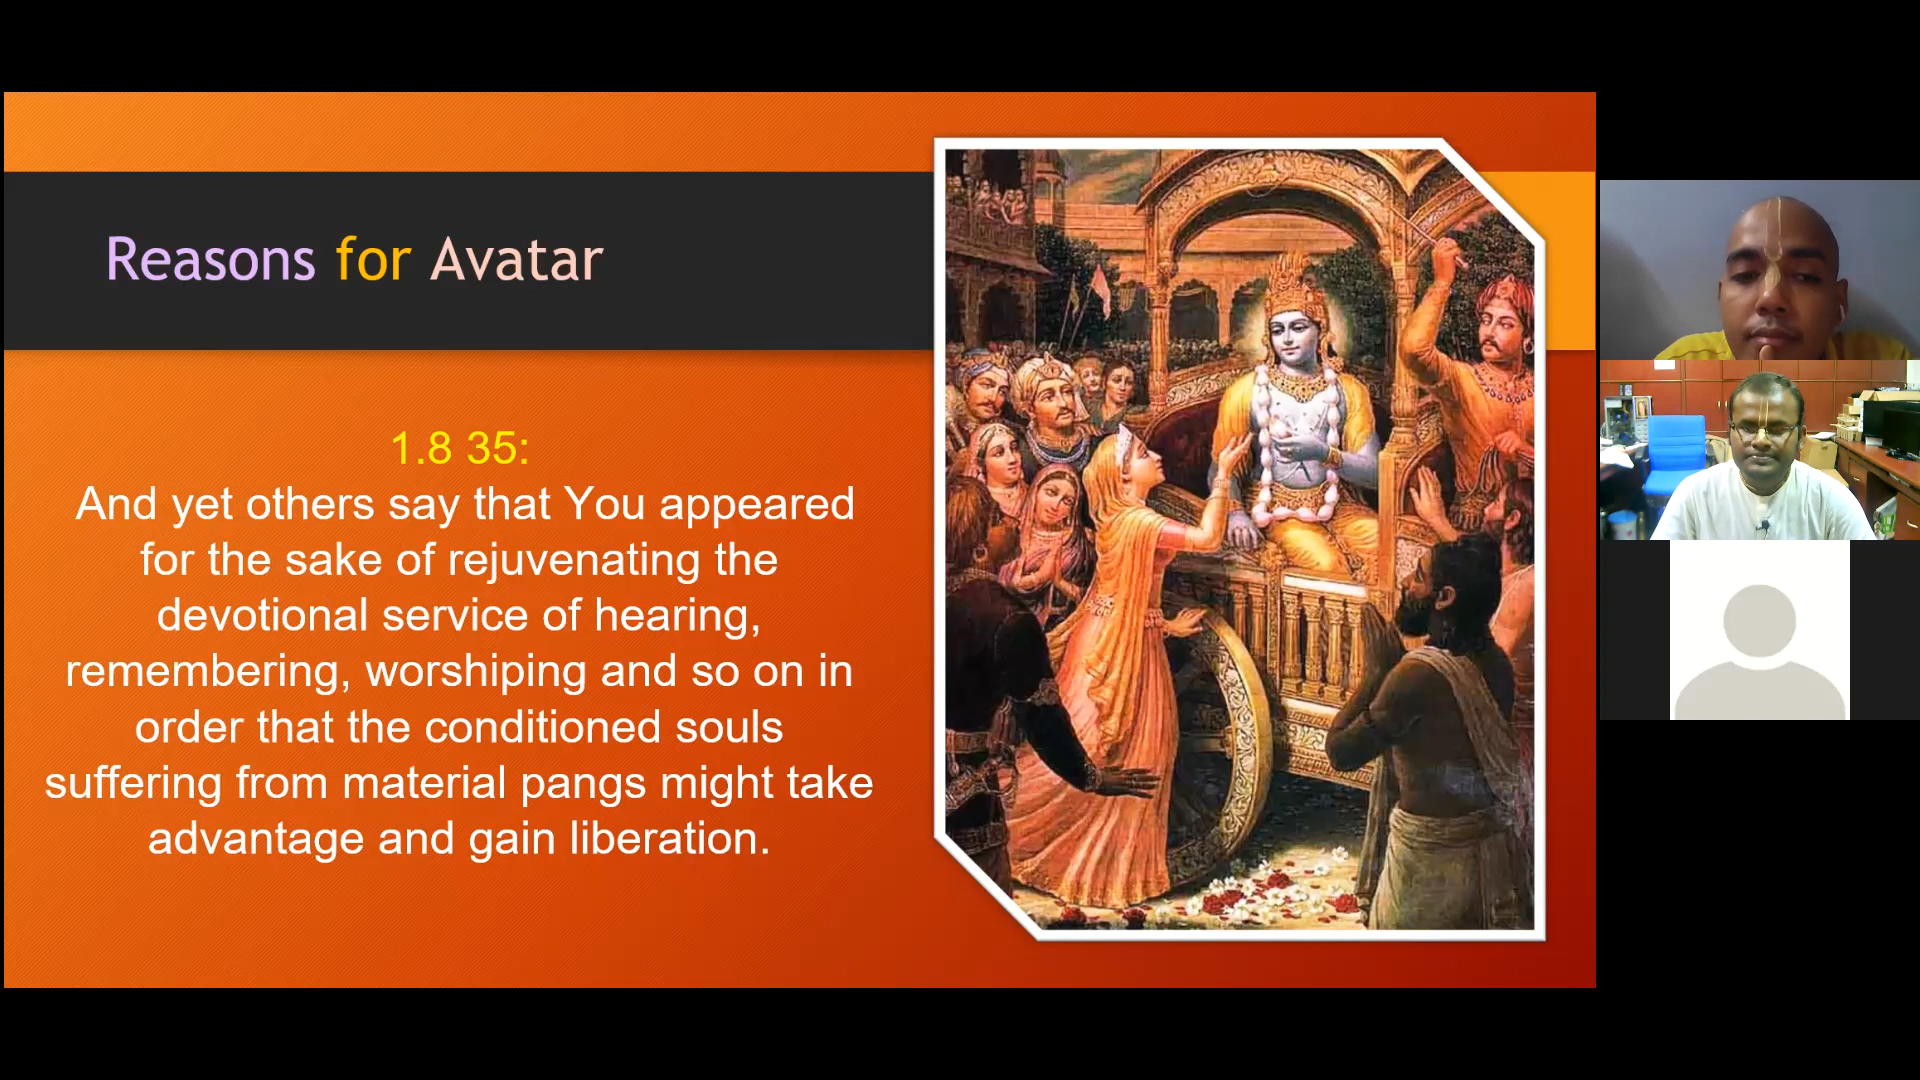 Reasons for Avatar
1.8 35:
And yet others say that You appeared
for the sake of rejuvenating the
devotional service of hearing,
remembering, worshiping and so on in
order that the conditioned souls
suffering from material pangs might take
advantage and gain liberation.